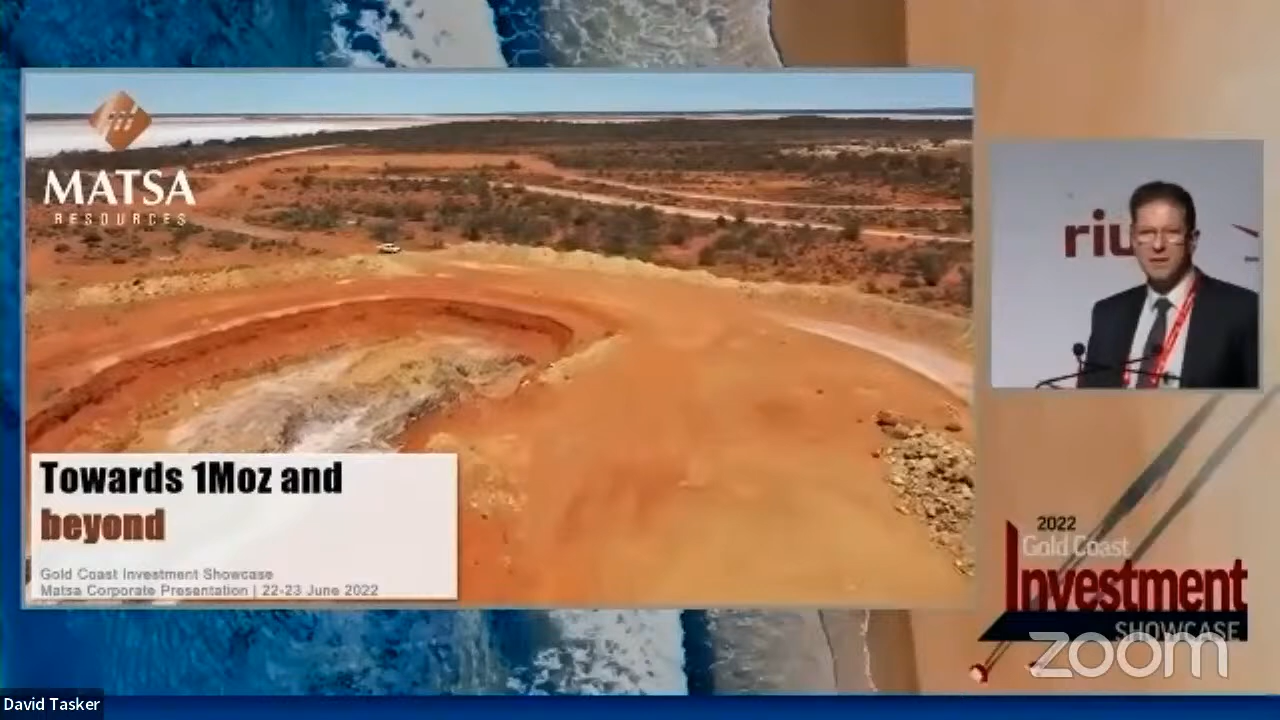 MATSA
RESOURCES
Towards 1Moz and
beyond
Gold Coast Investment Showcase
Matsa Corporate Presentation | 22-23 June 2022
riu
2022
Gold Coast
Investment
SHOWCASE
zoom
David Tasker